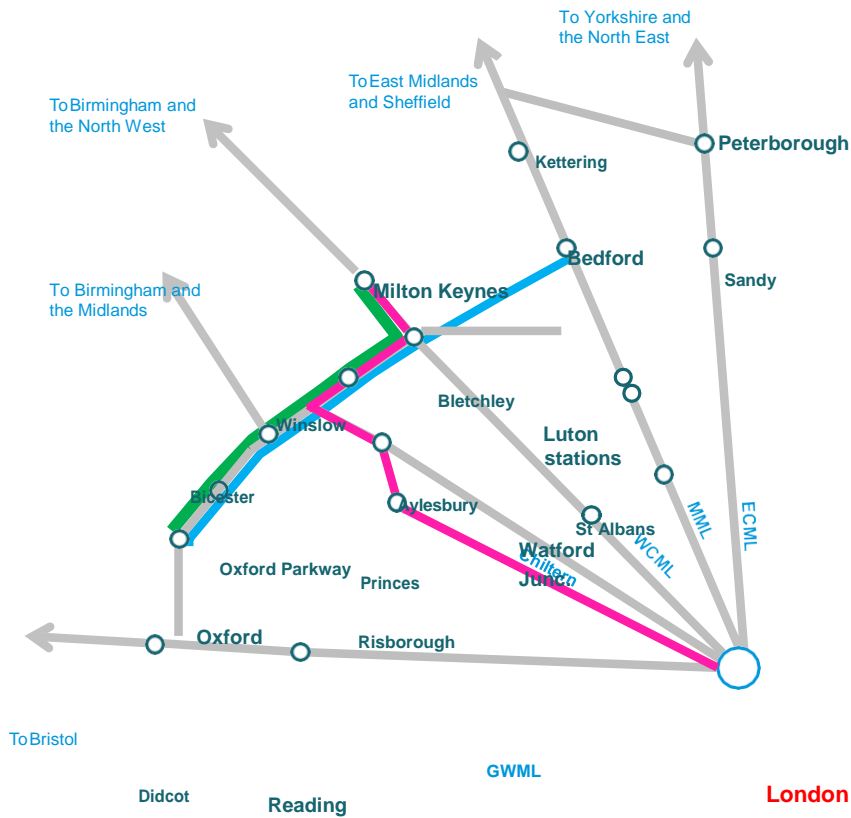 To Yorkshire and
the North East
To East Midlands
and Sheffield
To Birmingham and
the North West
Peterborough
Kettering
Bedford
Sandy
To Birmingham and
the Midlands
Milton Keynes
Bletchley
Winslow
Luton
stations
Bicester
Aylesbury
St Albans
MML
ECML
WCML
Watford
Junc.
Chiltern
Oxford Parkway
Princes
Risborough
Oxford
To Bristol
GWML
Didcot
Reading
London